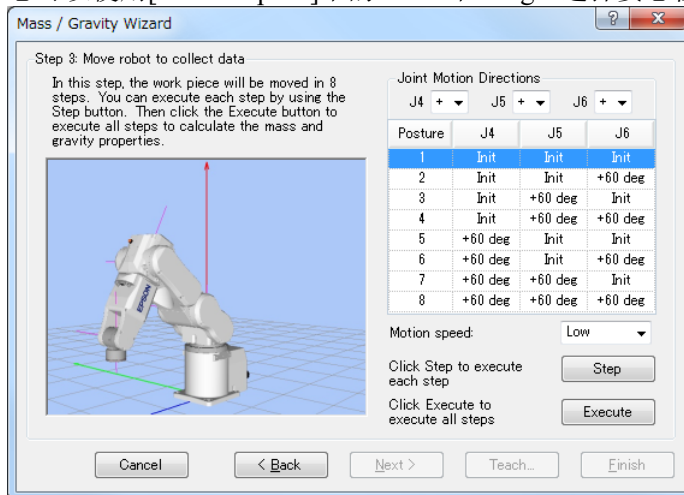 Mass / Gravity Wizard
Step 3: Move robot to collect data
In this step, the work piece will be moved in 8
steps. You can execute each step by using the
Step button. Then click the Execute button to
execute all steps to calculate the mass and
gravity properties.
EPSON
Joint Motion Directions
J4 + J5 + J6 +
Posture J4 J5 J6
1 Init Init Init
2 Init Init +60 deg
3 Init +60 deg Init
4 Init +60 deg +60 deg
5 +60 deg Init Init
6 +60 deg Init +60 deg
7 +60 deg +60 deg Init
8 +60 deg +60 deg +60 deg
Motion speed: Low
Click Step to execute
each step
Step
Click Execute to
execute all steps
Execute
Cancel < Back Next > Teach... Finish